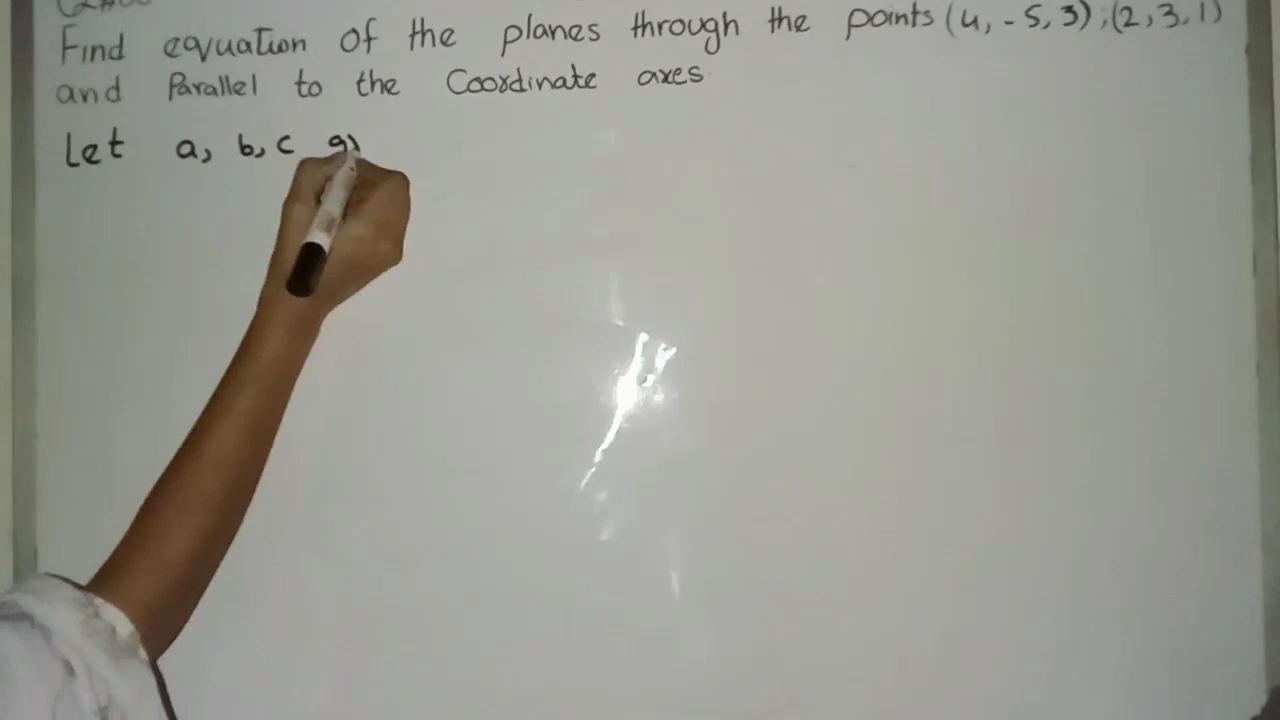 Find equation of the planes through the points (4, -5, 3), (2, 3, 1)
and Parallel to the Coordinate axes
Let a, b, c